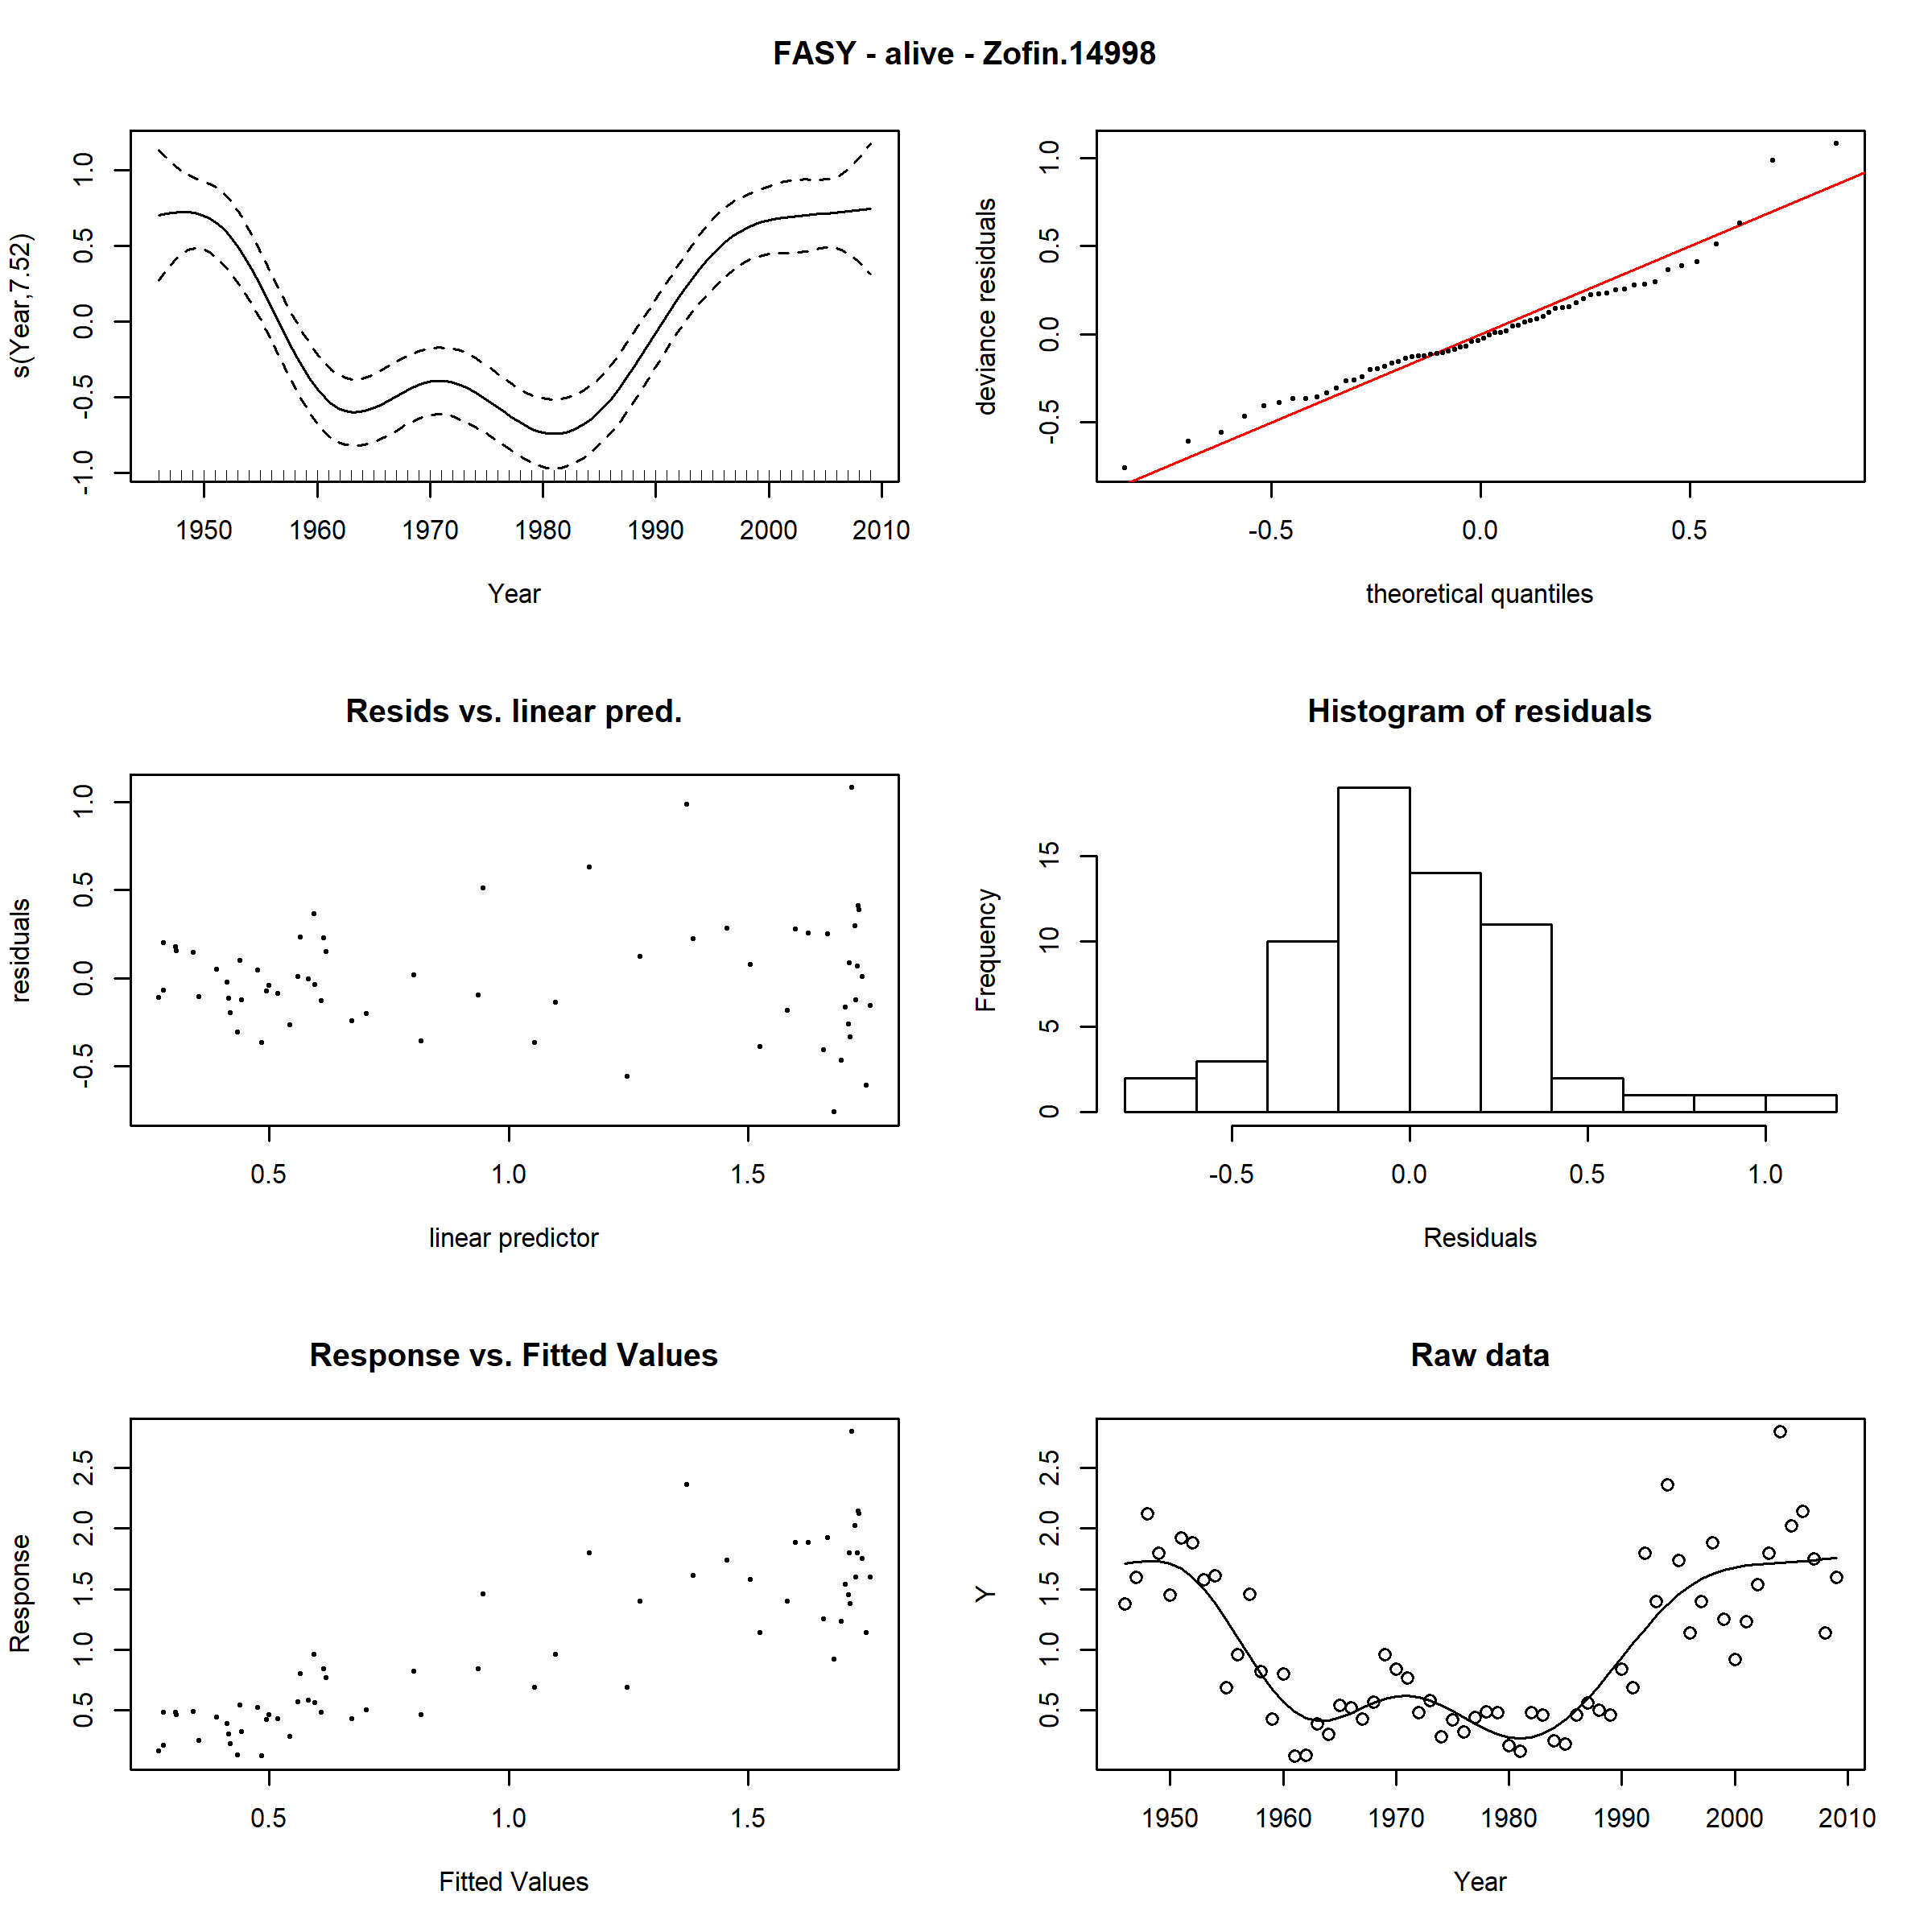 FASY - alive - Zofin.14998
s(Year,7.52)
1.0
0.5
0.0
-0.5
-1.0
1950 1960 1970 1980 1990 2000 2010
Year
deviance residuals
1.0
0.5
0.0
-0.5
-0.5 0.0 0.5
theoretical quantiles
Resids vs. linear pred.
residuals
1.0
0.5
0.0
-0.5
0.5 1.0 1.5
linear predictor
Histogram of residuals
Frequency
15
10
5
0
-0.5 0.0 0.5 1.0
Residuals
Response vs. Fitted Values
Response
2.5
2.0
1.5
1.0
0.5
0.5 1.0 1.5
Fitted Values
Raw data
Y
2.5
2.0
1.5
1.0
0.5
1950 1960 1970 1980 1990 2000 2010
Year